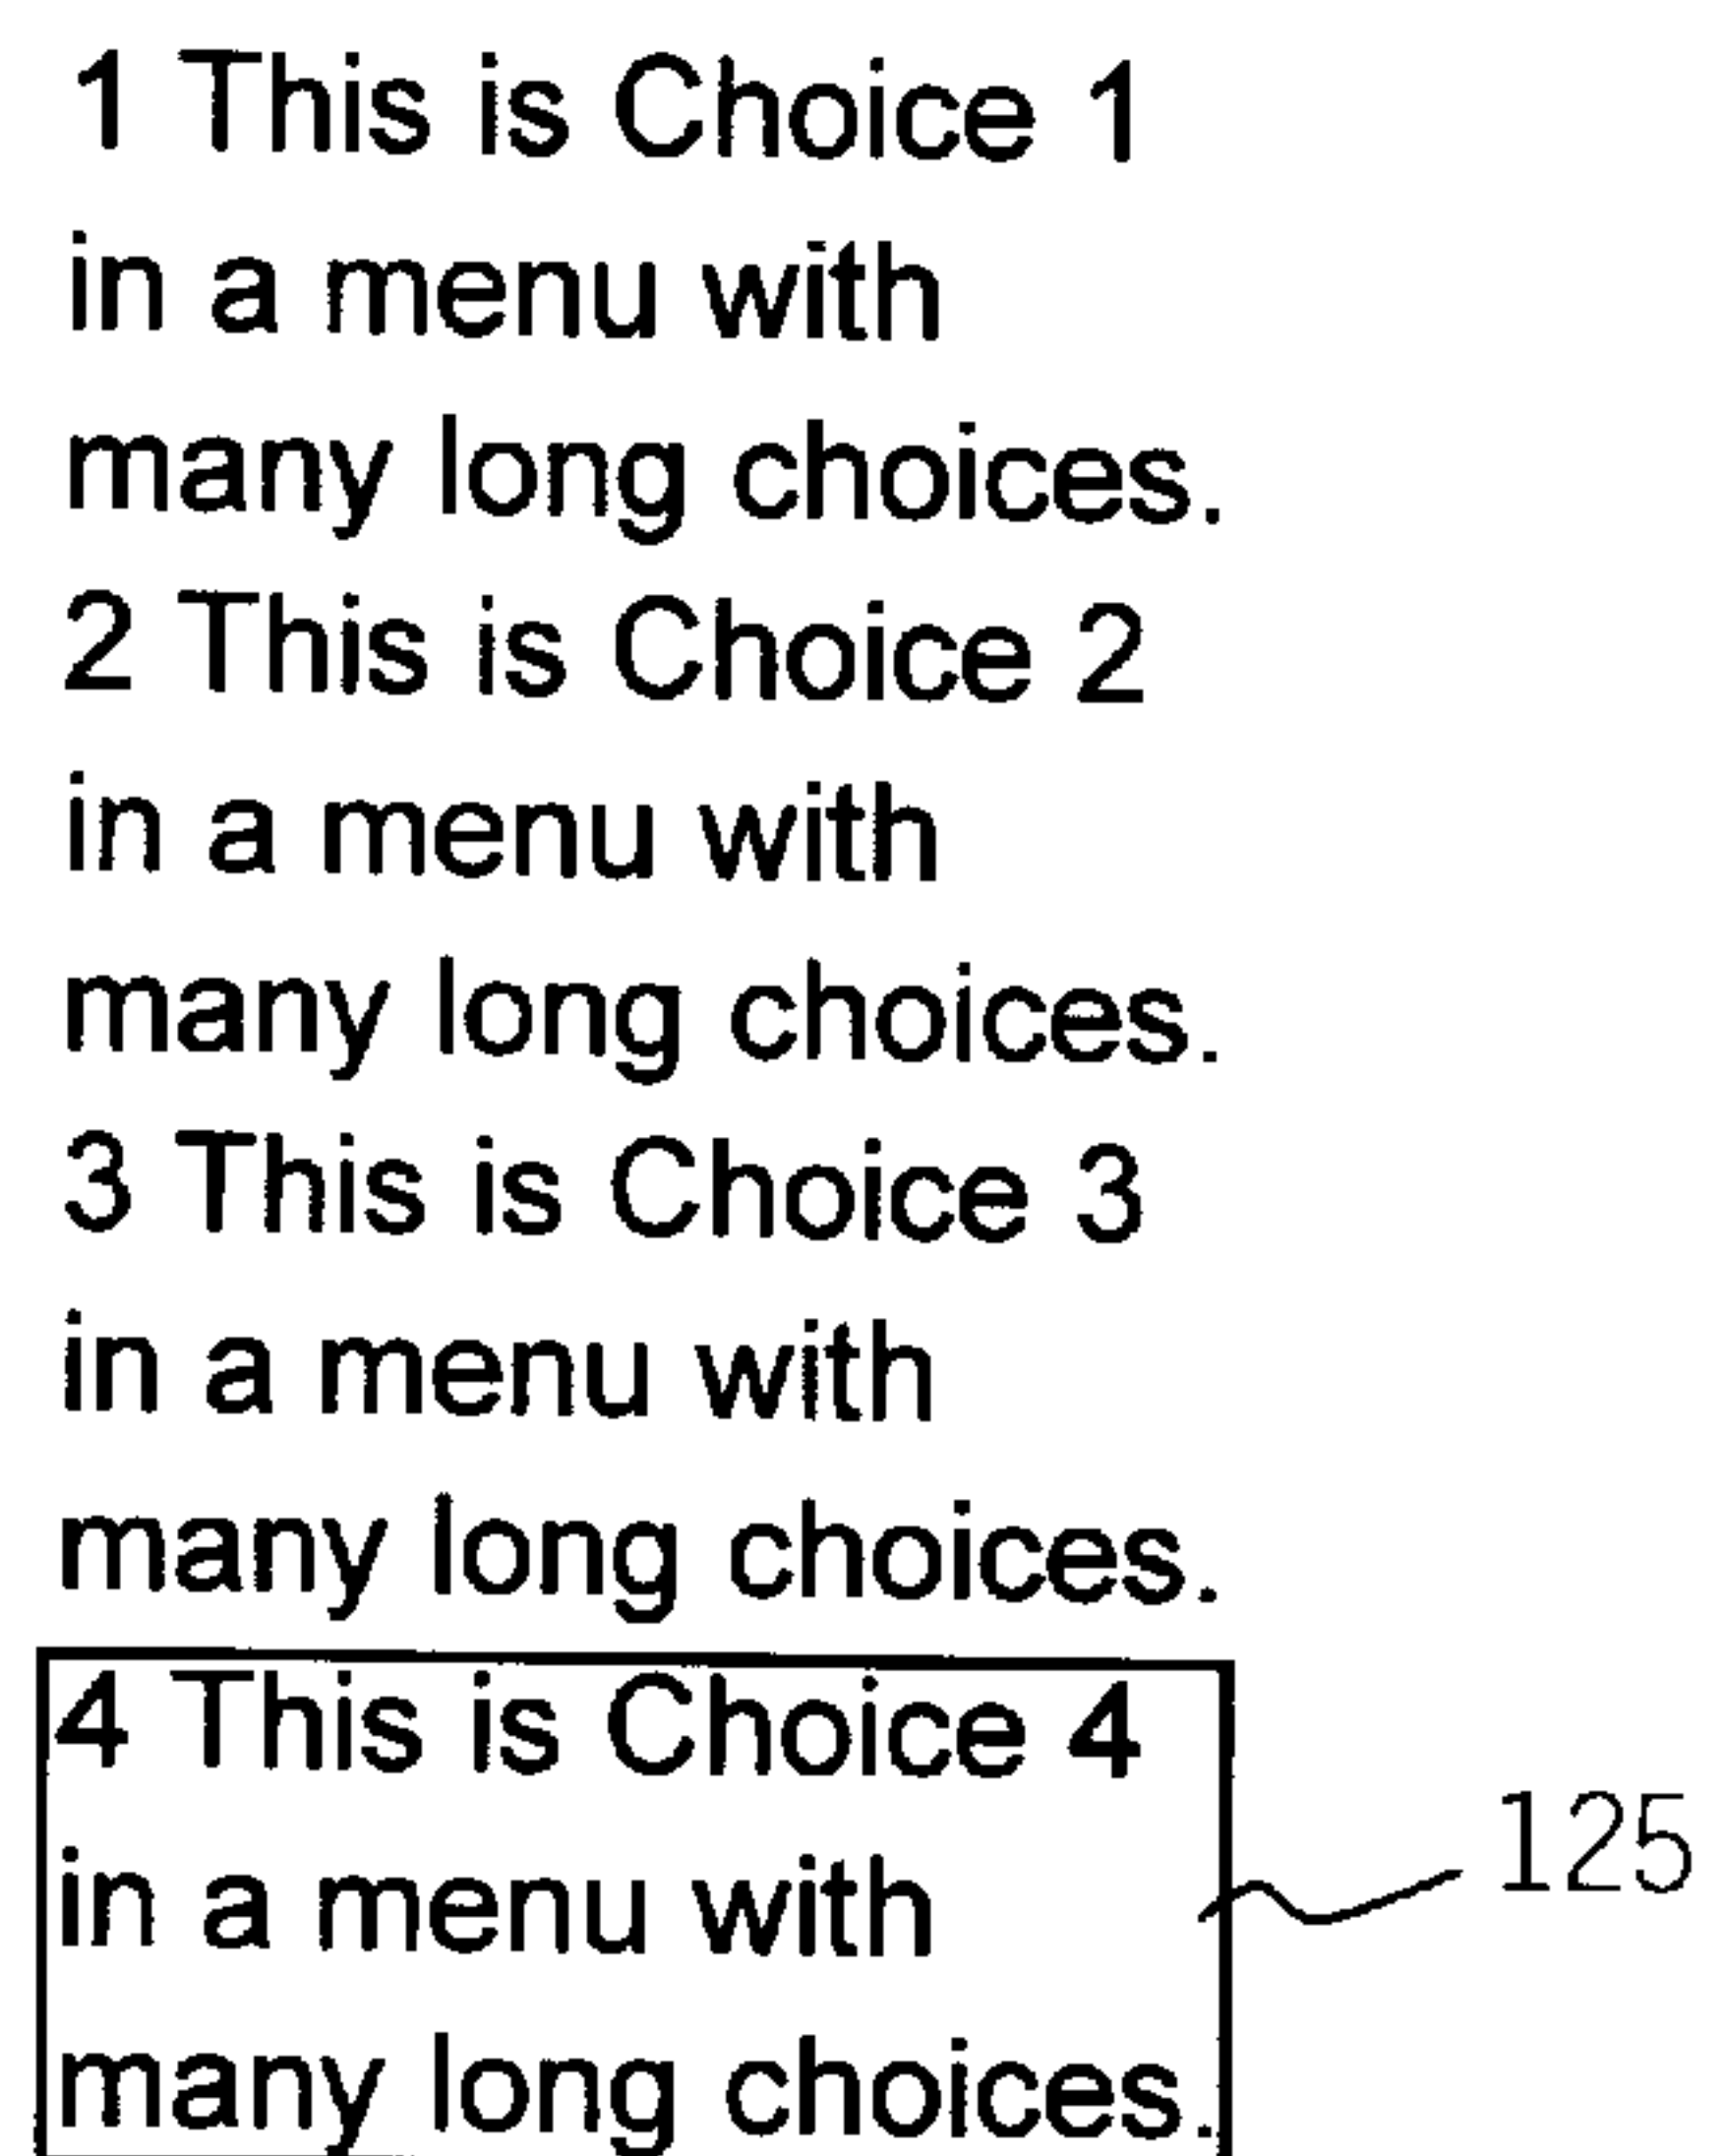 1 This is Choice 1
in a menu with
many long choices.
2 This is Choice 2
in a menu with
many long choices.
3 This is Choice 3
in a menu with
many long choices.
4 This is Choice 4
in a menu with
many long choices.
125